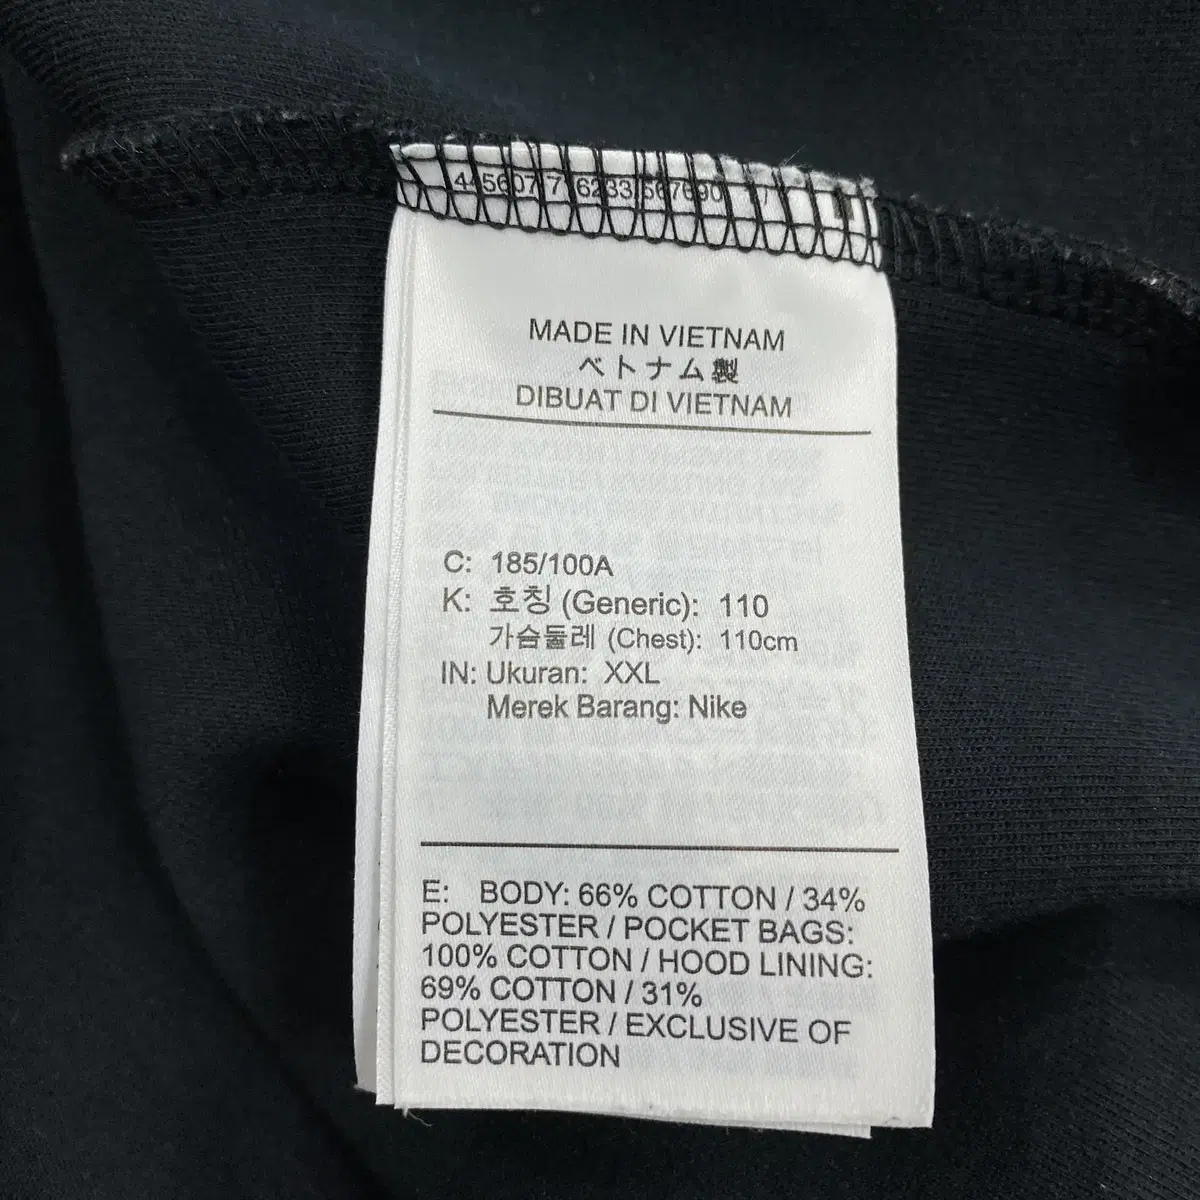 MADE IN VIETNAM
ベトナム製
DIBUAT DI VIETNAM
C: 185/100A
K: 호칭 (Generic): 110
가슴둘레 (Chest): 110cm
IN: Ukuran: XXL
Merek Barang: Nike
E: BODY: 66% COTTON / 34%
POLYESTER / POCKET BAGS:
100% COTTON / HOOD LINING:
69% COTTON / 31%
POLYESTER / EXCLUSIVE OF
DECORATION